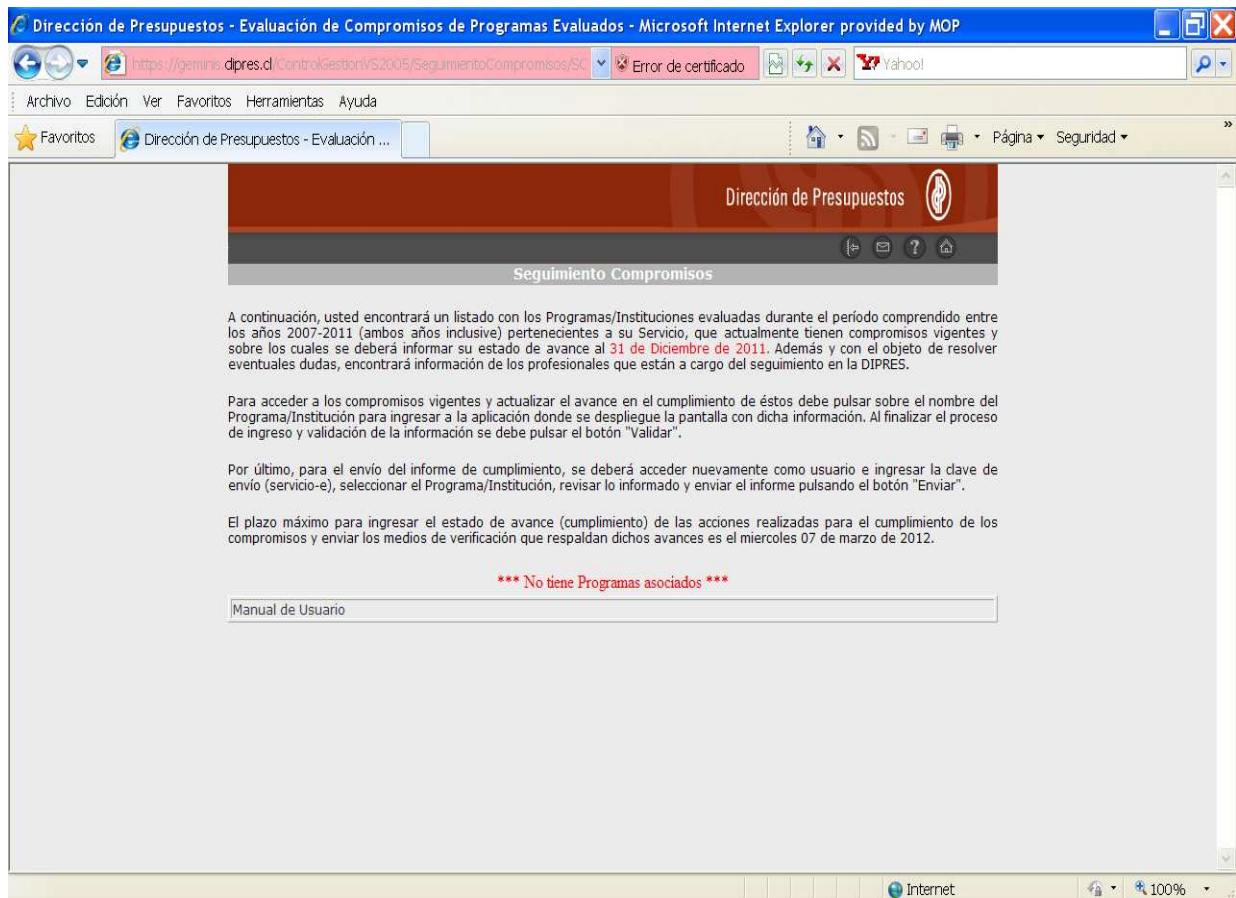 Dirección de Presupuestos - Evaluación de Compromisos de Programas Evaluados - Microsoft Internet Explorer provided by MOP
https://geminis.dipres.cl/ControlGestionVS2005/SeguimientoCompromisos/SC
Error de certificado
Yahoo!
Archivo Edición Ver Favoritos Herramientas Ayuda
Favoritos
Dirección de Presupuestos - Evaluación ...
Página
Seguridad
Dirección de Presupuestos
Seguimiento Compromisos
A continuación, usted encontrará un listado con los Programas/Instituciones evaluadas durante el período comprendido entre
los años 2007-2011 (ambos años inclusive) pertenecientes a su Servicio, que actualmente tienen compromisos vigentes y
sobre los cuales se deberá informar su estado de avance al 31 de Diciembre de 2011. Además y con el objeto de resolver
eventuales dudas, encontrará información de los profesionales que están a cargo del seguimiento en la DIPRES.
Para acceder a los compromisos vigentes y actualizar el avance en el cumplimiento de éstos debe pulsar sobre el nombre del
Programa/Institución para ingresar a la aplicación donde se despliegue la pantalla con dicha información. Al finalizar el proceso
de ingreso y validación de la información se debe pulsar el botón "Validar".
Por último, para el envío del informe de cumplimiento, se deberá acceder nuevamente como usuario e ingresar la clave de
envío (servicio-e), seleccionar el Programa/Institución, revisar lo informado y enviar el informe pulsando el botón "Enviar".
El plazo máximo para ingresar el estado de avance (cumplimiento) de las acciones realizadas para el cumplimiento de los
compromisos y enviar los medios de verificación que respaldan dichos avances es el miercoles 07 de marzo de 2012.
*** No tiene Programas asociados ***
Manual de Usuario
Internet
100%